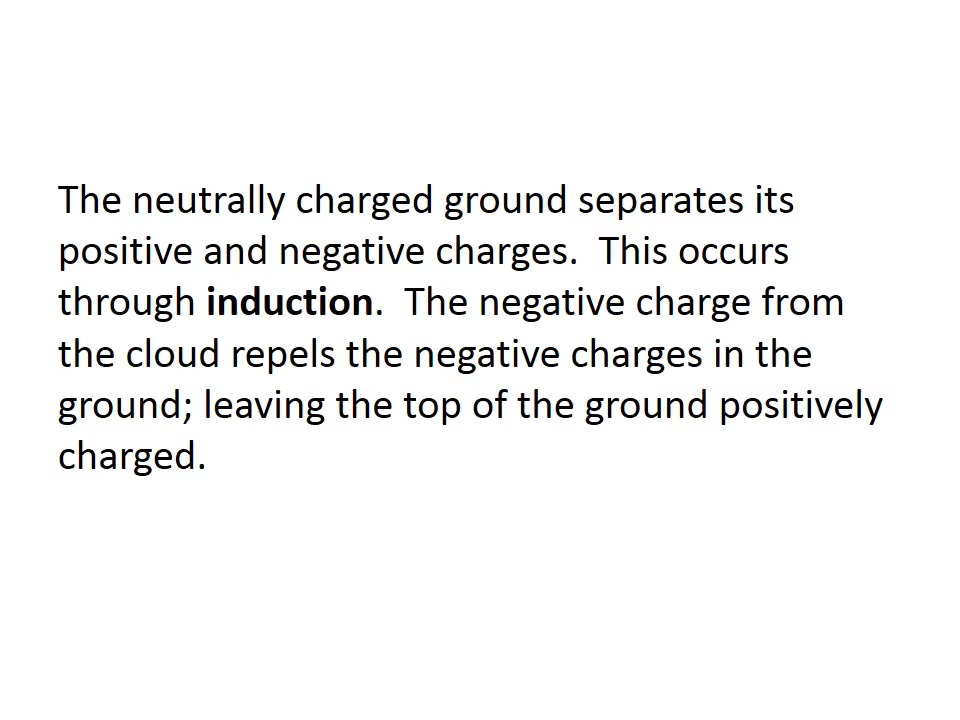 The neutrally charged ground separates its
positive and negative charges.  This occurs
through induction.  The negative charge from
the cloud repels the negative charges in the
ground; leaving the top of the ground positively
charged.